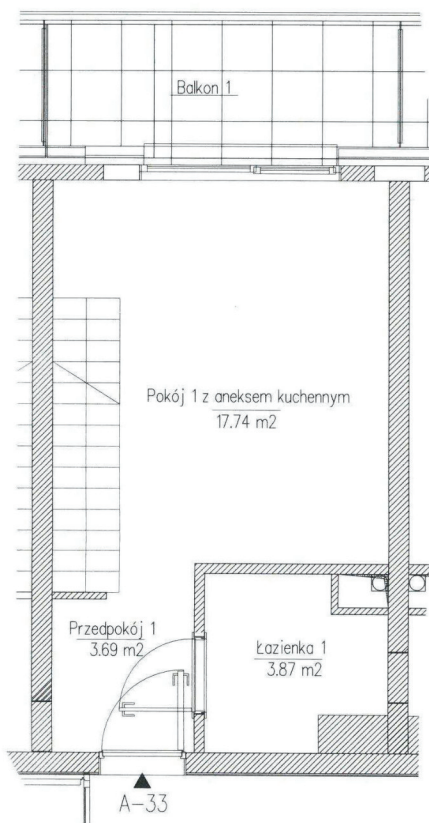 Balkon 1
Pokój 1 z aneksem kuchennym
17.74 m2
Przedpokój 1
3.69 m2
Łazienka 1
3.87 m2
A-33